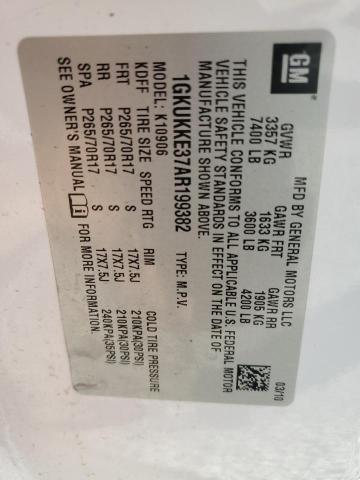 GM
MFD BY GENERAL MOTORS LLC
03/10
GVWR GAWR FRT GAWR RR
3357 KG 1633 KG 1905 KG
7400 LB 3600 LB 4200 LB
THIS VEHICLE CONFORMS TO ALL APPLICABLE U.S. FEDERAL MOTOR
VEHICLE SAFETY STANDARDS IN EFFECT ON THE DATE OF
MANUFACTURE SHOWN ABOVE.
1GKUKKE37AR199382 TYPE: M.P.V.
MODEL: K10906
KDFF TIRE SIZE SPEED RTG RIM COLD TIRE PRESSURE
FRT P265/70R17 S 17X7.5J 210KPA(30PSI)
RR P265/70R17 S 17X7.5J 210KPA(30PSI)
SPA P265/70R17 S 17X7.5J 240KPA(35PSI)
SEE OWNER'S MANUAL